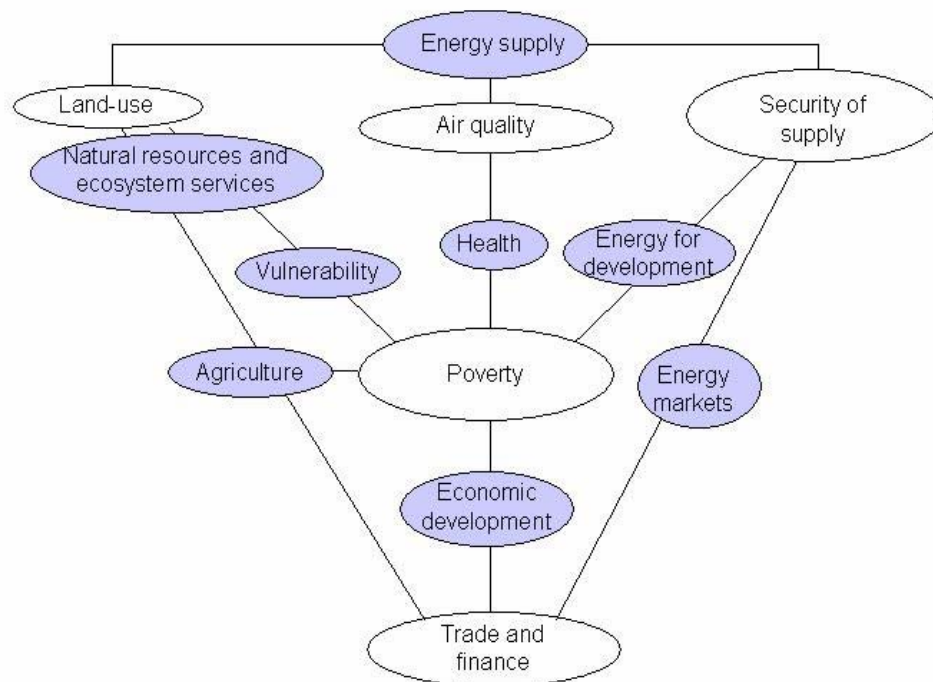 Energy supply
Land-use
Air quality
Security of
supply
Natural resources and
ecosystem services
Health
Energy for
development
Vulnerability
Agriculture
Poverty
Energy
markets
Economic
development
Trade and
finance